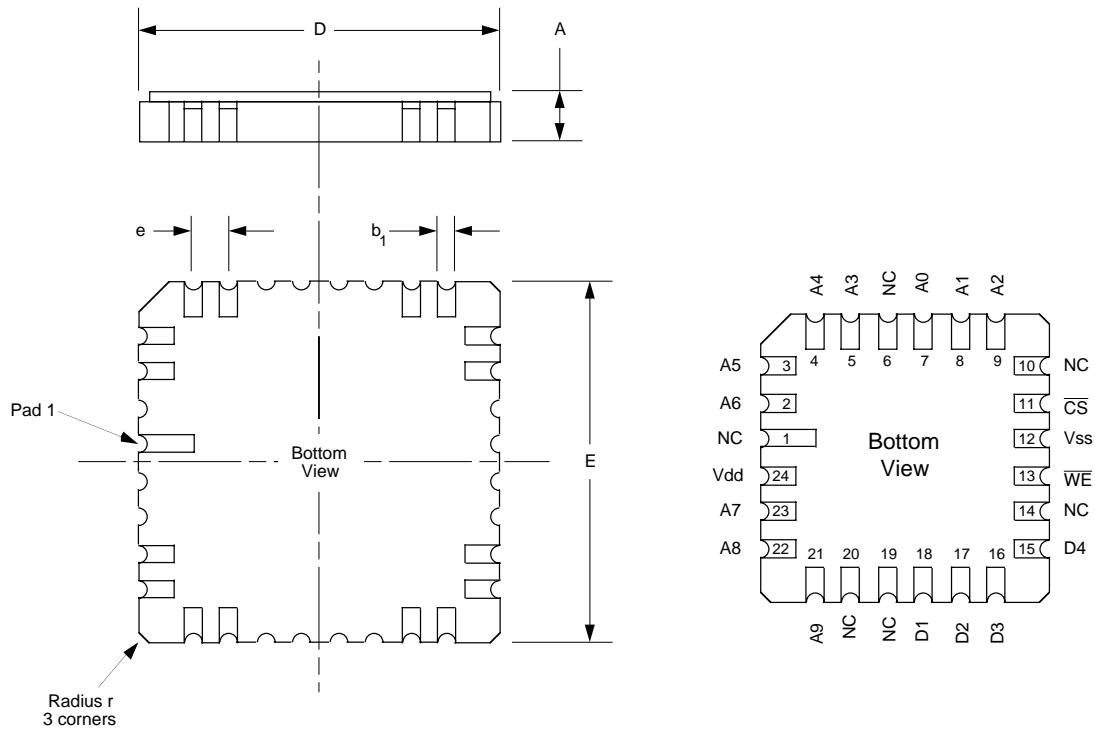 D
A
e
b1
Pad 1
Bottom
View
E
Radius r
3 corners
A4
A3
NC
A0
A1
A2
4
5
6
7
8
9
A5
3
10
NC
A6
2
11
C̅S̅
NC
1
12
Vss
Bottom
View
Vdd
24
13
W̅E̅
A7
23
14
NC
A8
22
15
D4
21
20
19
18
17
16
A9
NC
NC
D1
D2
D3